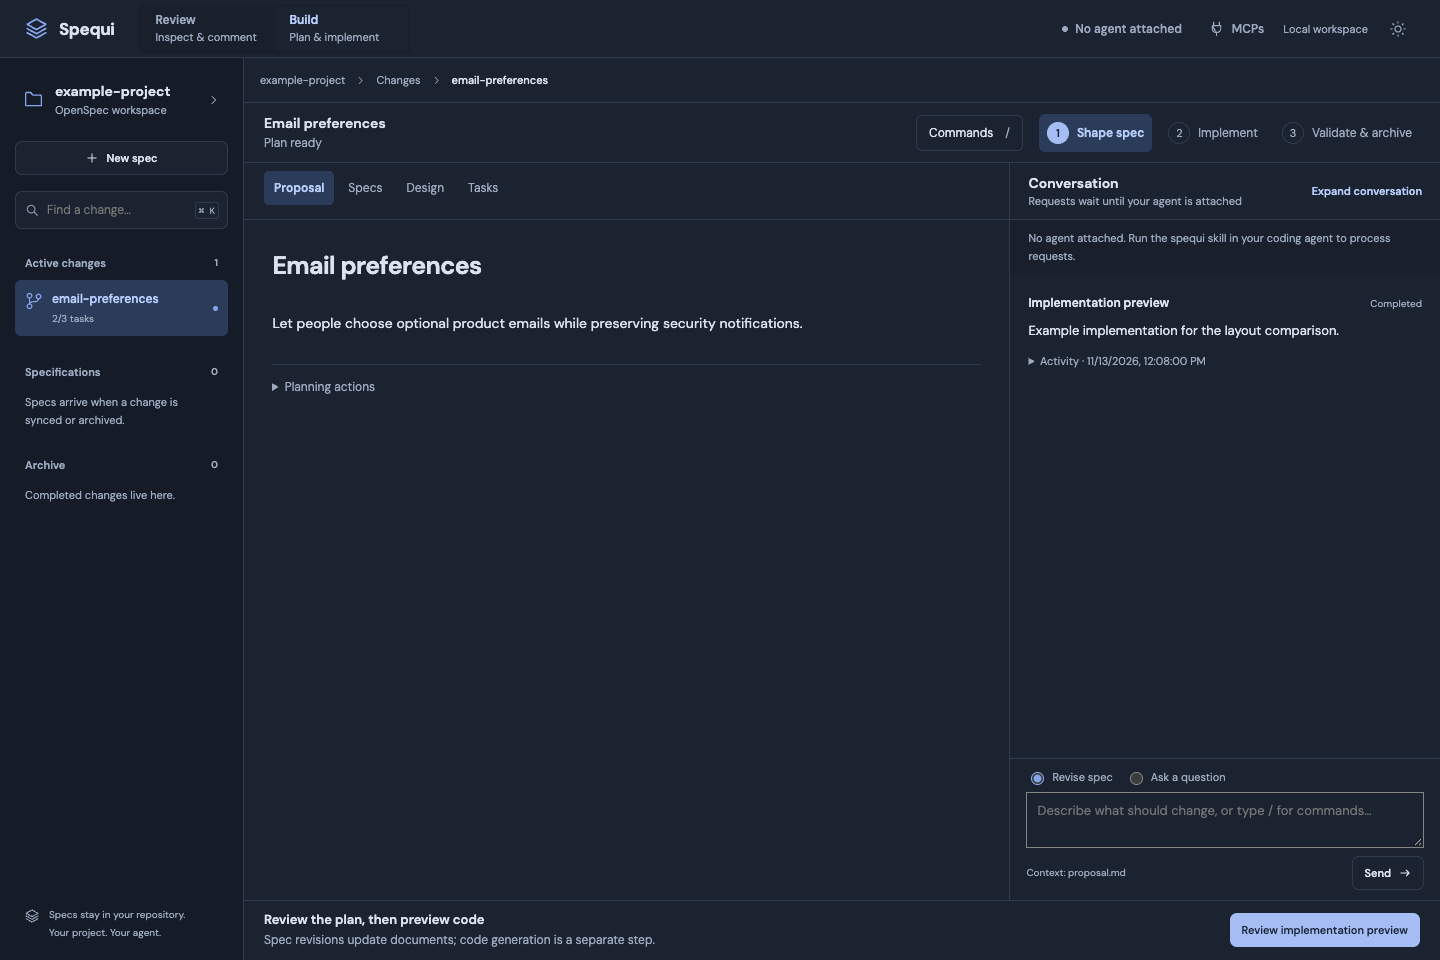 Spequi
Review
Inspect & comment
Build
Plan & implement
No agent attached
MCPs
Local workspace
example-project
OpenSpec workspace
New spec
Find a change…
⌘ K
Active changes
1
email-preferences
2/3 tasks
Specifications
0
Specs arrive when a change is
synced or archived.
Archive
0
Completed changes live here.
Specs stay in your repository.
Your project. Your agent.
example-project
Changes
email-preferences
Email preferences
Plan ready
Commands /
1 Shape spec
2 Implement
3 Validate & archive
Proposal
Specs
Design
Tasks
Email preferences
Let people choose optional product emails while preserving security notifications.
Planning actions
Conversation
Requests wait until your agent is attached
Expand conversation
No agent attached. Run the spequi skill in your coding agent to process
requests.
Implementation preview
Completed
Example implementation for the layout comparison.
Activity · 11/13/2026, 12:08:00 PM
Revise spec
Ask a question
Describe what should change, or type / for commands…
Context: proposal.md
Send
Review the plan, then preview code
Spec revisions update documents; code generation is a separate step.
Review implementation preview